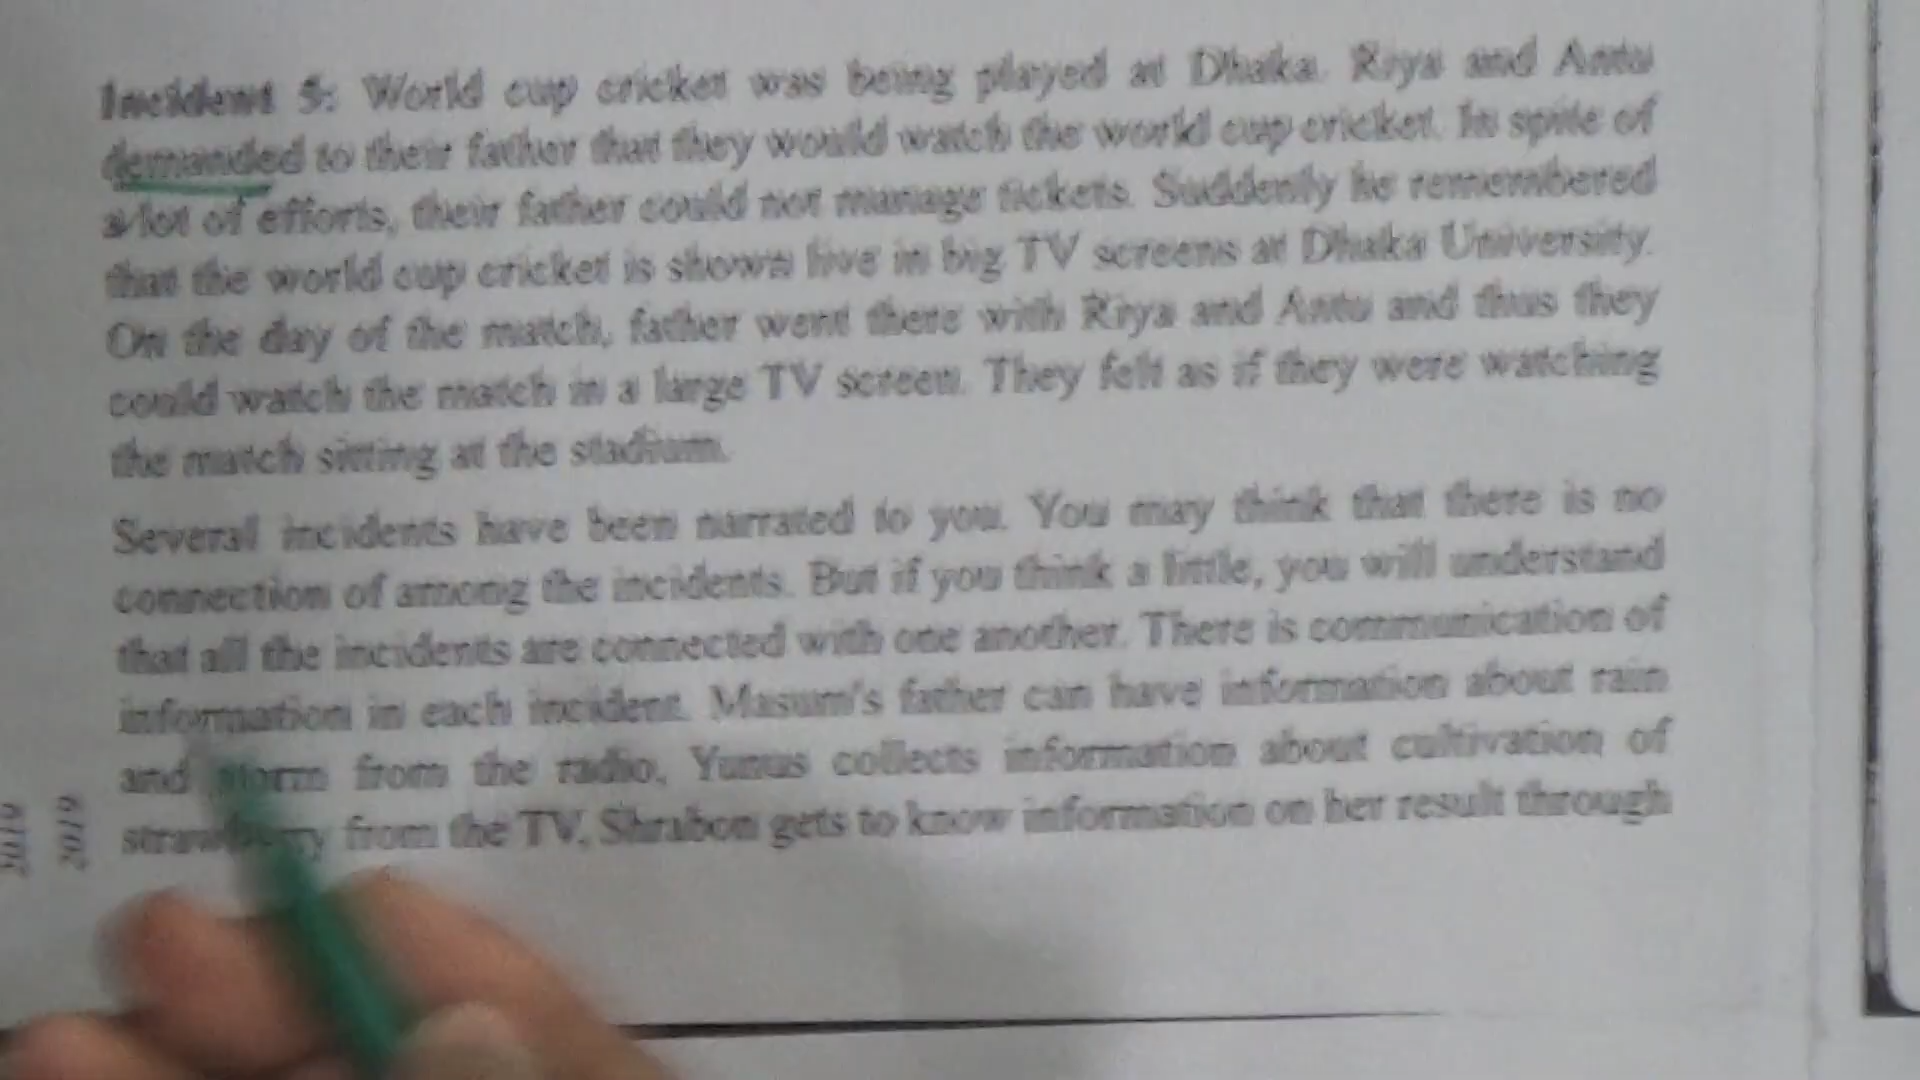 Incident 5: World cup cricket was being played at Dhaka. Riya and Antu
demanded to their father that they would watch the world cup cricket. In spite of
a lot of efforts, their father could not manage tickets. Suddenly he remembered
that the world cup cricket is shown live in big TV screens at Dhaka University.
On the day of the match, father went there with Riya and Antu and thus they
could watch the match in a large TV screen. They felt as if they were watching
the match sitting at the stadium.
Several incidents have been narrated to you. You may think that there is no
connection of among the incidents. But if you think a little, you will understand
that all the incidents are connected with one another. There is communication of
information in each incident. Masum's father can have information about rain
and storm from the radio, Yunus collects information about cultivation of
strawberry from the TV, Shrabon gets to know information on her result through
2019
2019